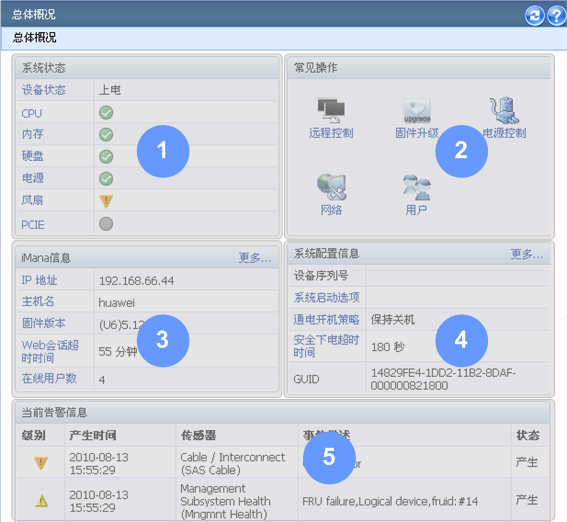 总体概况
总体概况
系统状态
设备状态 上电
CPU
内存
硬盘
电源
风扇
PCIE
1
常见操作
远程控制 固件升级 电源控制
upgrade
网络 用户
2
iMana信息 更多...
IP 地址 192.168.66.44
主机名 huawei
固件版本 (U6)5.12
Web会话超时时间 55 分钟
在线用户数 4
3
系统配置信息 更多...
设备序列号
系统启动选项
通电开机策略 保持关机
安全下电超时时间 180 秒
GUID 14829FE4-1DD2-11B2-8DAF-
000000821800
4
当前告警信息
级别 产生时间 传感器 事件描述 状态
2010-08-13 15:55:29 Cable / Interconnect (SAS Cable) 产生
2010-08-13 15:55:29 Management Subsystem Health (Mngmnt Health) FRU failure,Logical device,fruid:#14 产生
5